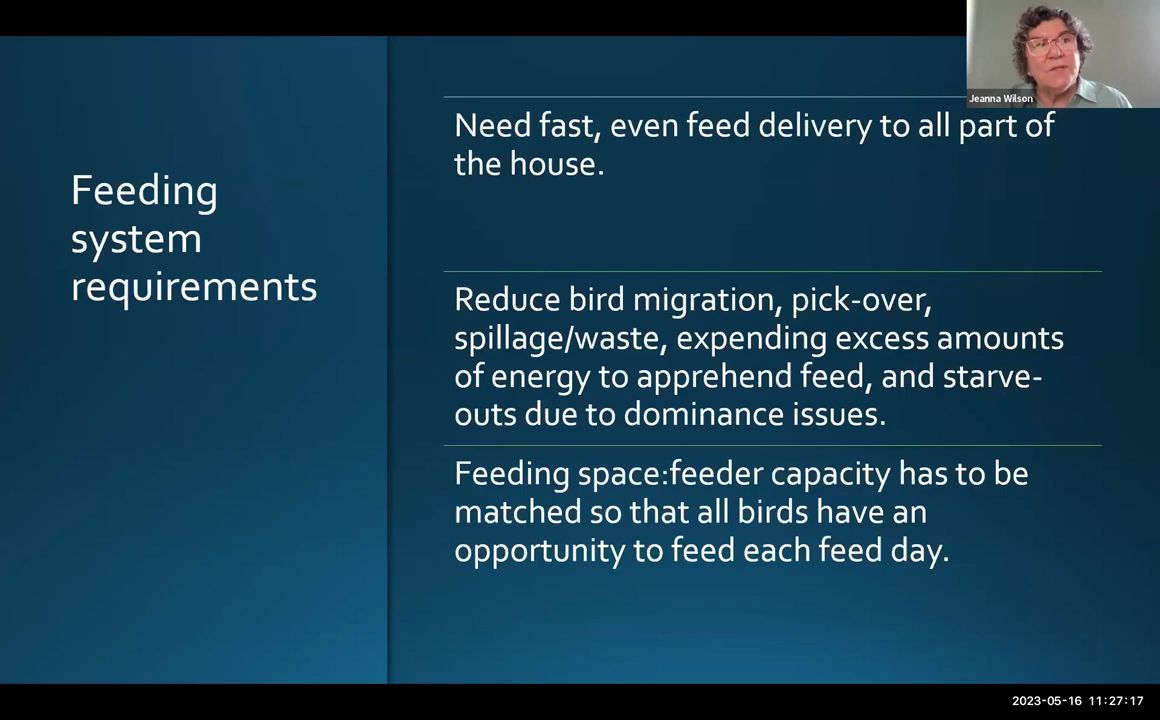 Jeanna Wilson
Feeding
system
requirements
Need fast, even feed delivery to all part of
the house.
Reduce bird migration, pick-over,
spillage/waste, expending excess amounts
of energy to apprehend feed, and starve-
outs due to dominance issues.
Feeding space:feeder capacity has to be
matched so that all birds have an
opportunity to feed each feed day.
2023-05-16 11:27:17